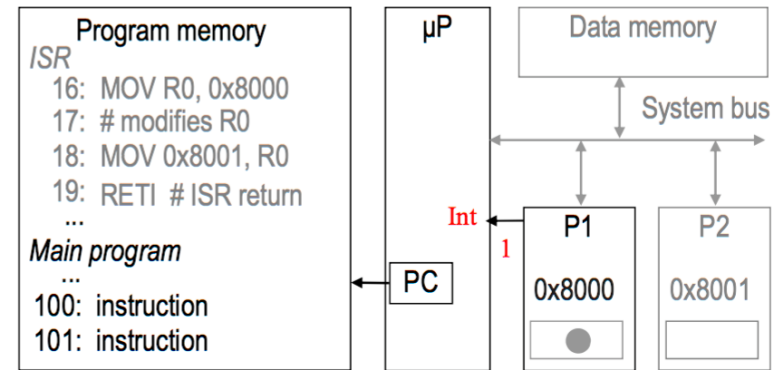 Program memory
ISR
16: MOV R0, 0x8000
17: # modifies R0
18: MOV 0x8001, R0
19: RETI # ISR return
...
Main program
...
100: instruction
101: instruction
μP
Data memory
System bus
Int
1
PC
P1
0x8000
P2
0x8001